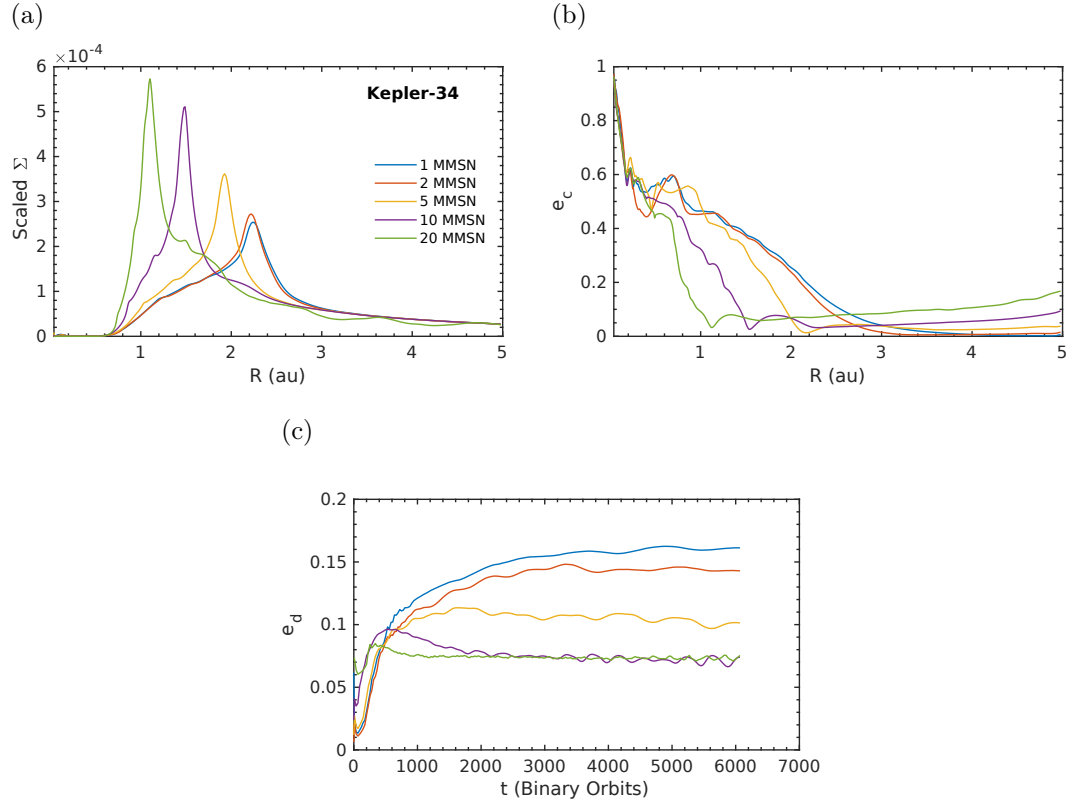 (a)
×10-4
6
5
4
3
2
1
0
Scaled Σ
Kepler-34
1 MMSN
2 MMSN
5 MMSN
10 MMSN
20 MMSN
1 2 3 4 5
R (au)
(b)
1
0.8
0.6
0.4
0.2
0
e_c
1 2 3 4 5
R (au)
(c)
0.2
0.15
0.1
0.05
0
e_d
0 1000 2000 3000 4000 5000 6000 7000
t (Binary Orbits)